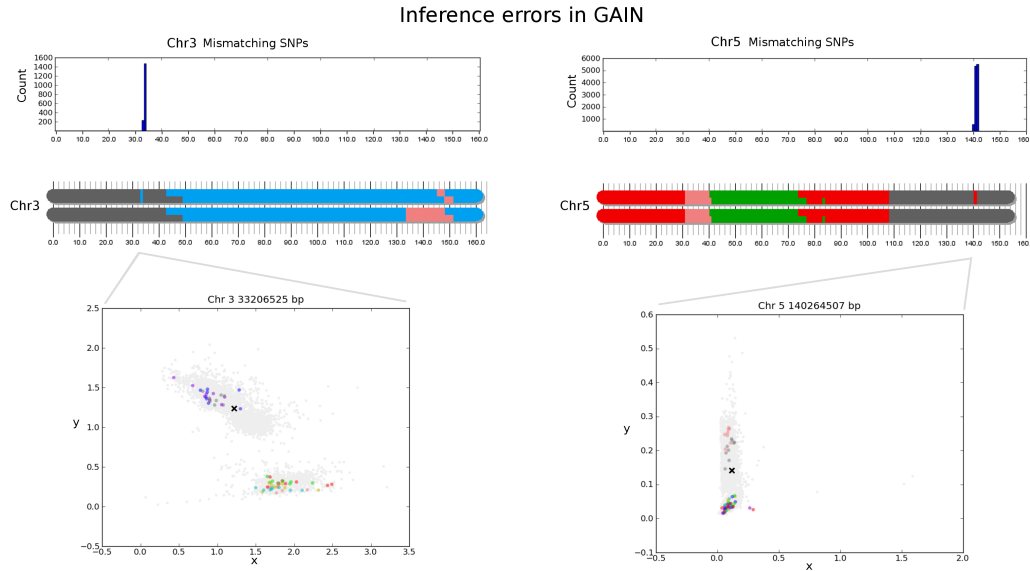 Inference errors in GAIN
Chr3 Mismatching SNPs
Count
1600
1400
1200
1000
800
600
400
200
0.0 10.0 20.0 30.0 40.0 50.0 60.0 70.0 80.0 90.0 100.0 110.0 120.0 130.0 140.0 150.0 160.0
Chr5 Mismatching SNPs
Count
6000
5000
4000
3000
2000
1000
0.0 10.0 20.0 30.0 40.0 50.0 60.0 70.0 80.0 90.0 100.0 110.0 120.0 130.0 140.0 150.0 160.
Chr3
0.0 10.0 20.0 30.0 40.0 50.0 60.0 70.0 80.0 90.0 100.0 110.0 120.0 130.0 140.0 150.0 160.0
Chr5
0.0 10.0 20.0 30.0 40.0 50.0 60.0 70.0 80.0 90.0 100.0 110.0 120.0 130.0 140.0 150.0 160.
Chr 3 33206525 bp
2.5
2.0
1.5
y
1.0
0.5
0.0
−0.5
−0.5 0.0 0.5 1.0 1.5 2.0 2.5 3.0 3.5
x
Chr 5 140264507 bp
0.6
0.5
0.4
0.3
y
0.2
0.1
0.0
−0.1
−0.5 0.0 0.5 1.0 1.5 2.0
x